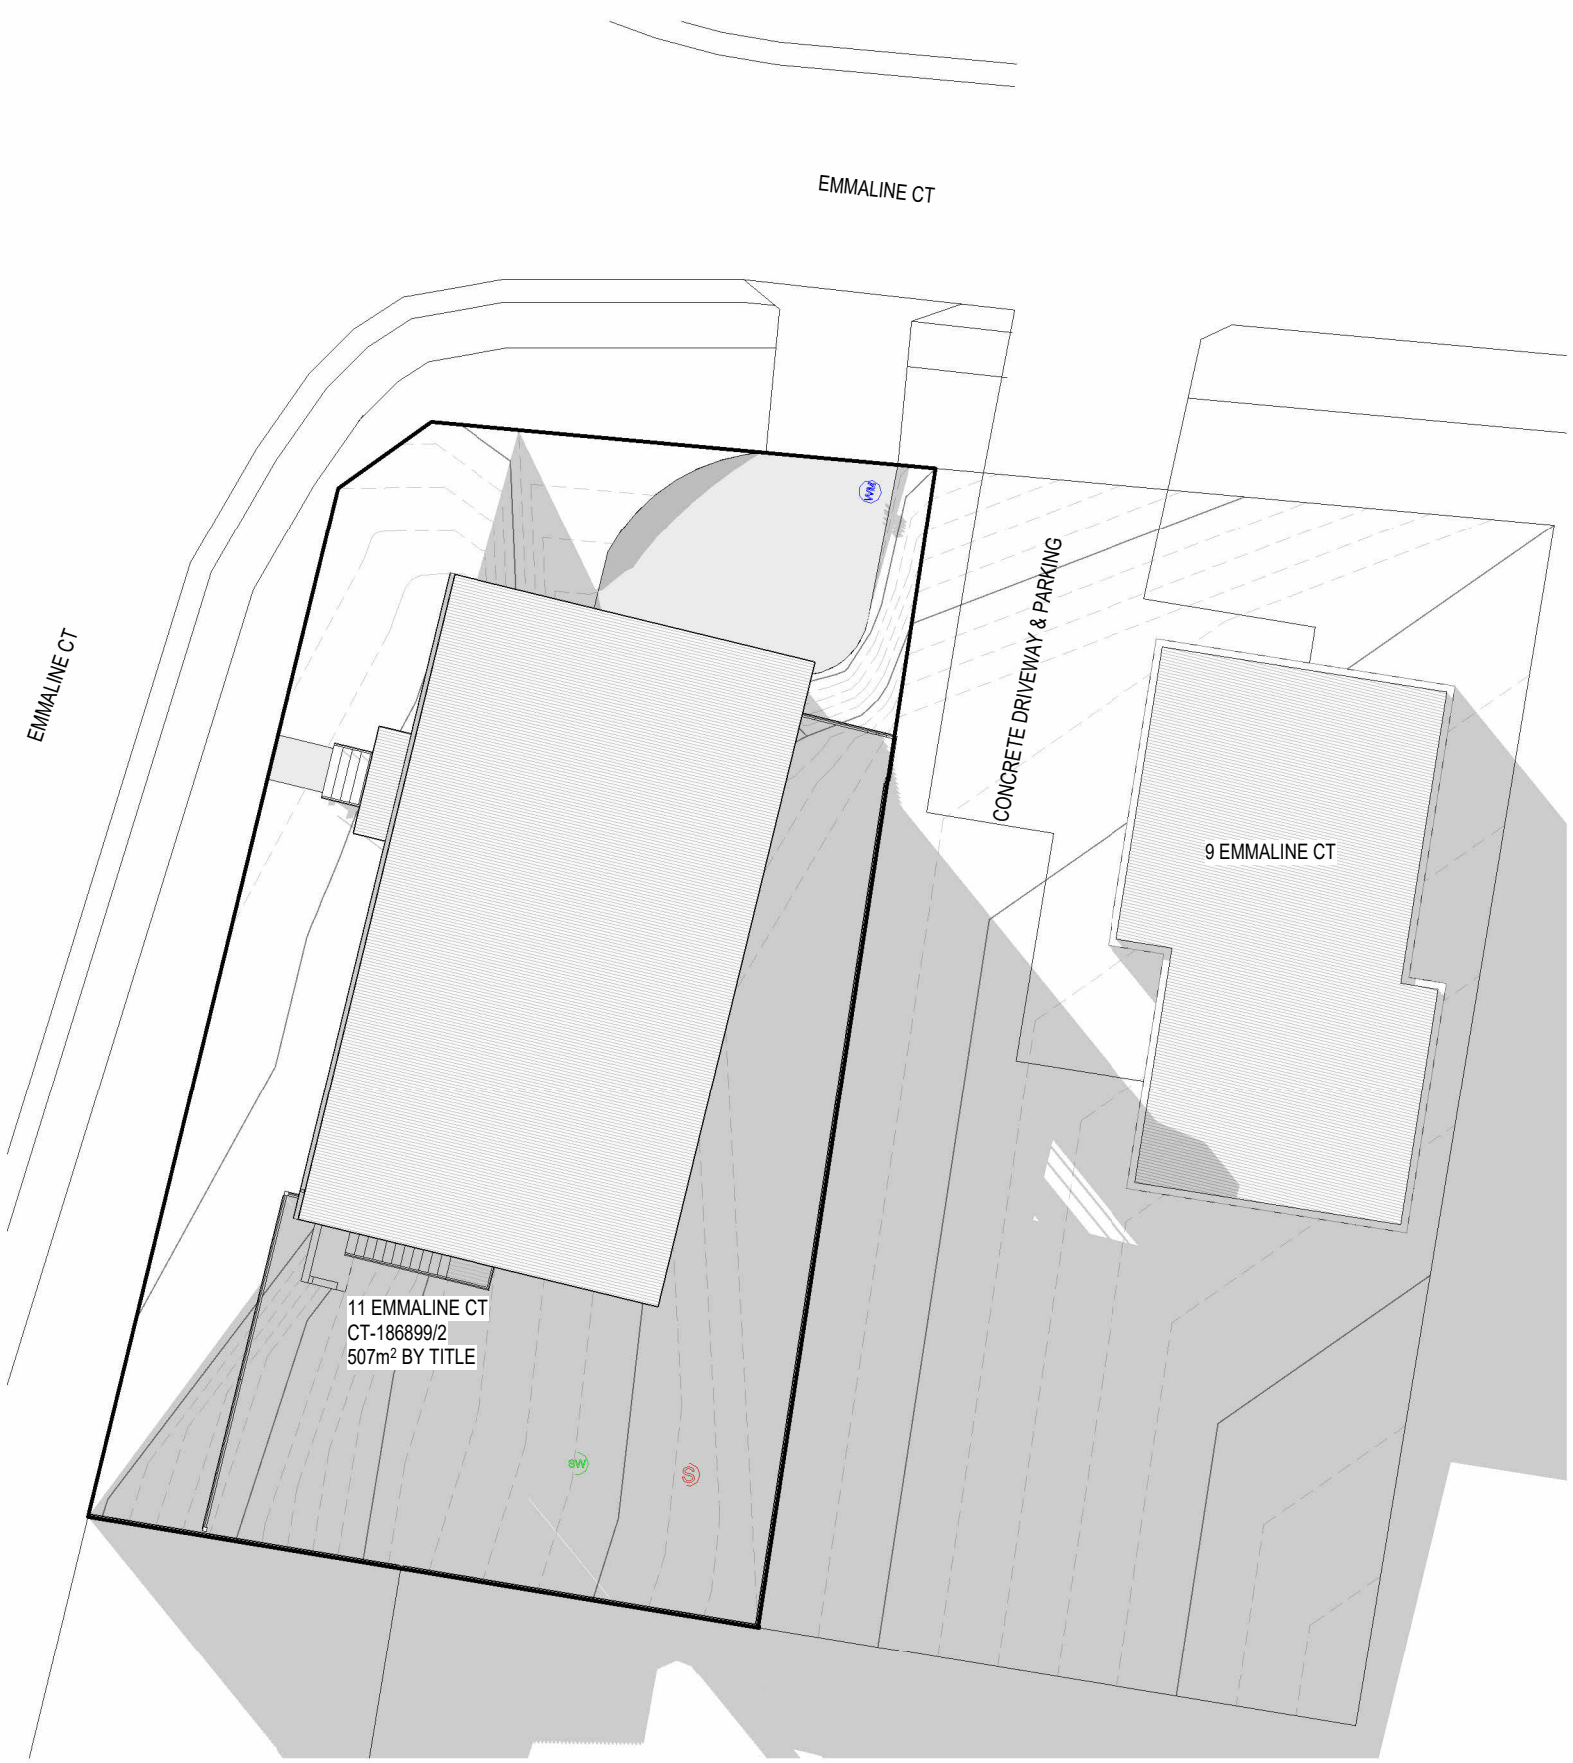 EMMALINE CT
WM
CONCRETE DRIVEWAY & PARKING
EMMALINE CT
9 EMMALINE CT
11 EMMALINE CT
CT-186899/2
507m² BY TITLE
SW
S